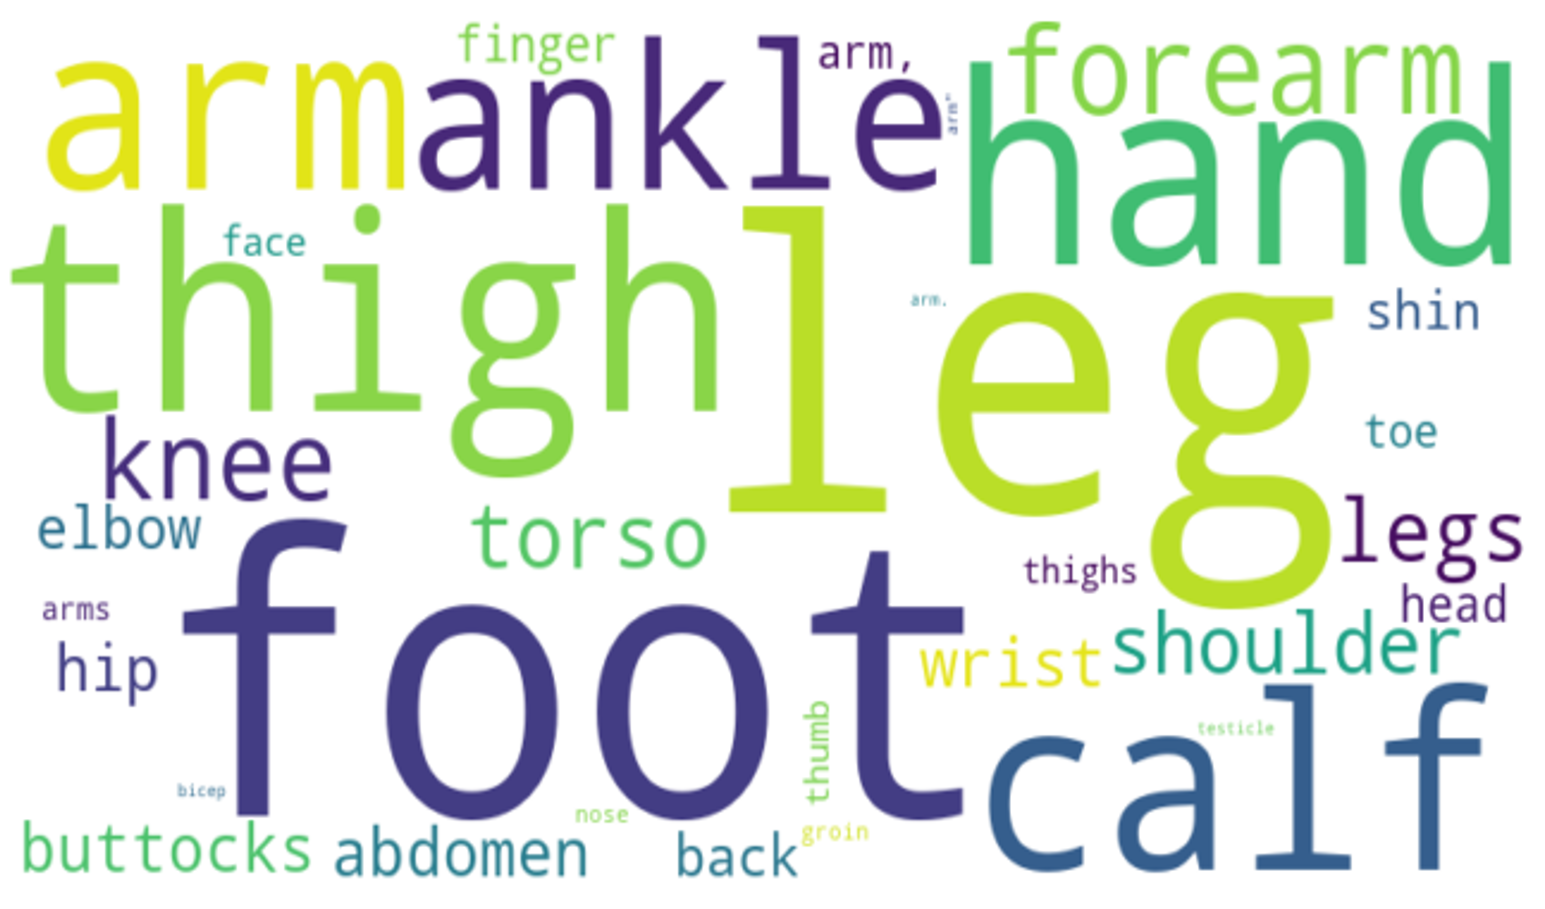 finger
arm,
forearm
arm
ankle
arm"
hand
face
thigh
leg
arm.
shin
toe
knee
elbow
torso
legs
thighs
head
arms
foot
hip
wrist
shoulder
thumb
testicle
calf
bicep
nose
groin
buttocks
abdomen
back